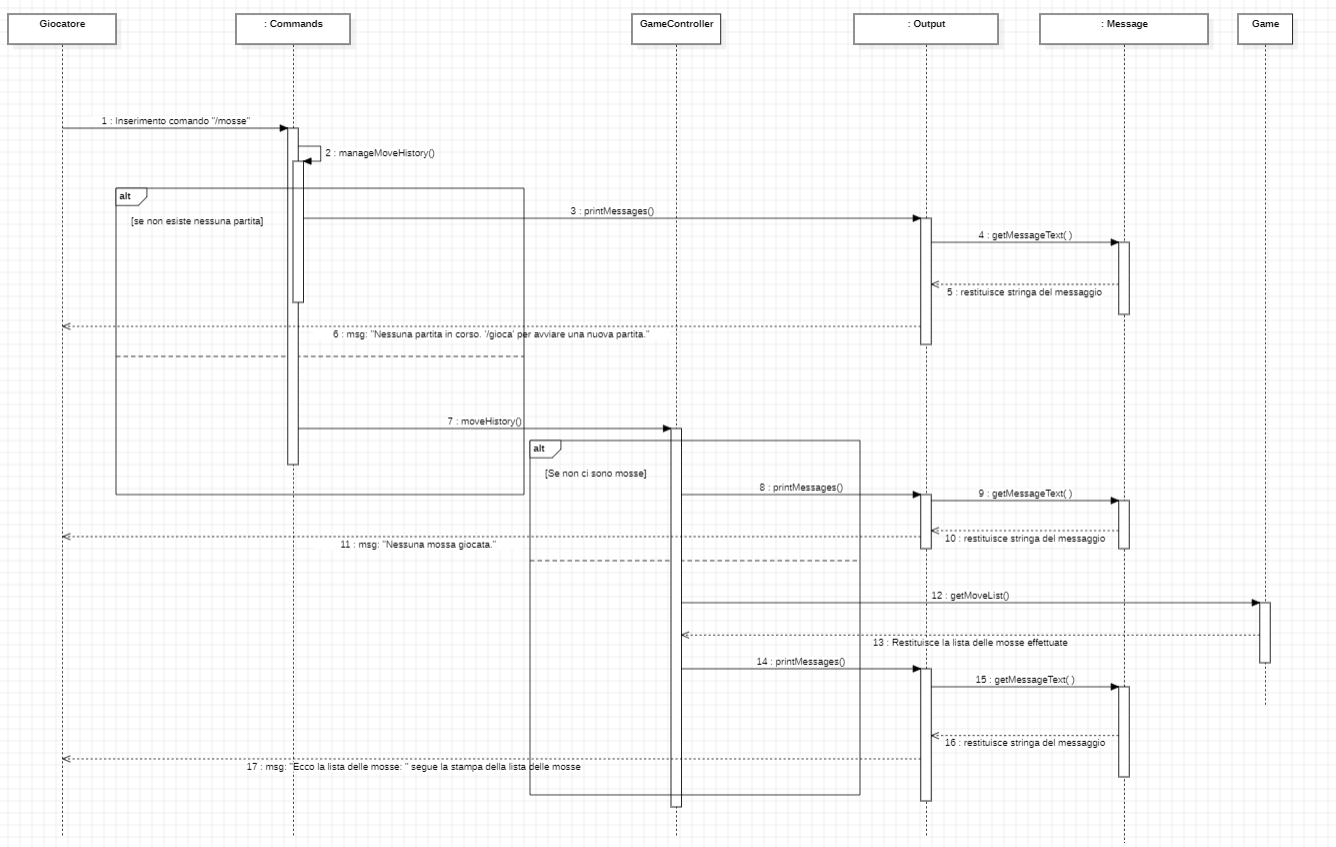 Giocatore
: Commands
GameController
: Output
: Message
Game
1 : Inserimento comando "/mosse"
2 : manageMoveHistory()
alt
[se non esiste nessuna partita]
3 : printMessages()
4 : getMessageText( )
5 : restituisce stringa del messaggio
6 : msg: "Nessuna partita in corso. '/gioca' per avviare una nuova partita."
7 : moveHistory()
alt
[Se non ci sono mosse]
8 : printMessages()
9 : getMessageText( )
10 : restituisce stringa del messaggio
11 : msg: "Nessuna mossa giocata."
12 : getMoveList()
13 : Restituisce la lista delle mosse effettuate
14 : printMessages()
15 : getMessageText( )
16 : restituisce stringa del messaggio
17 : msg: "Ecco la lista delle mosse: " segue la stampa della lista delle mosse